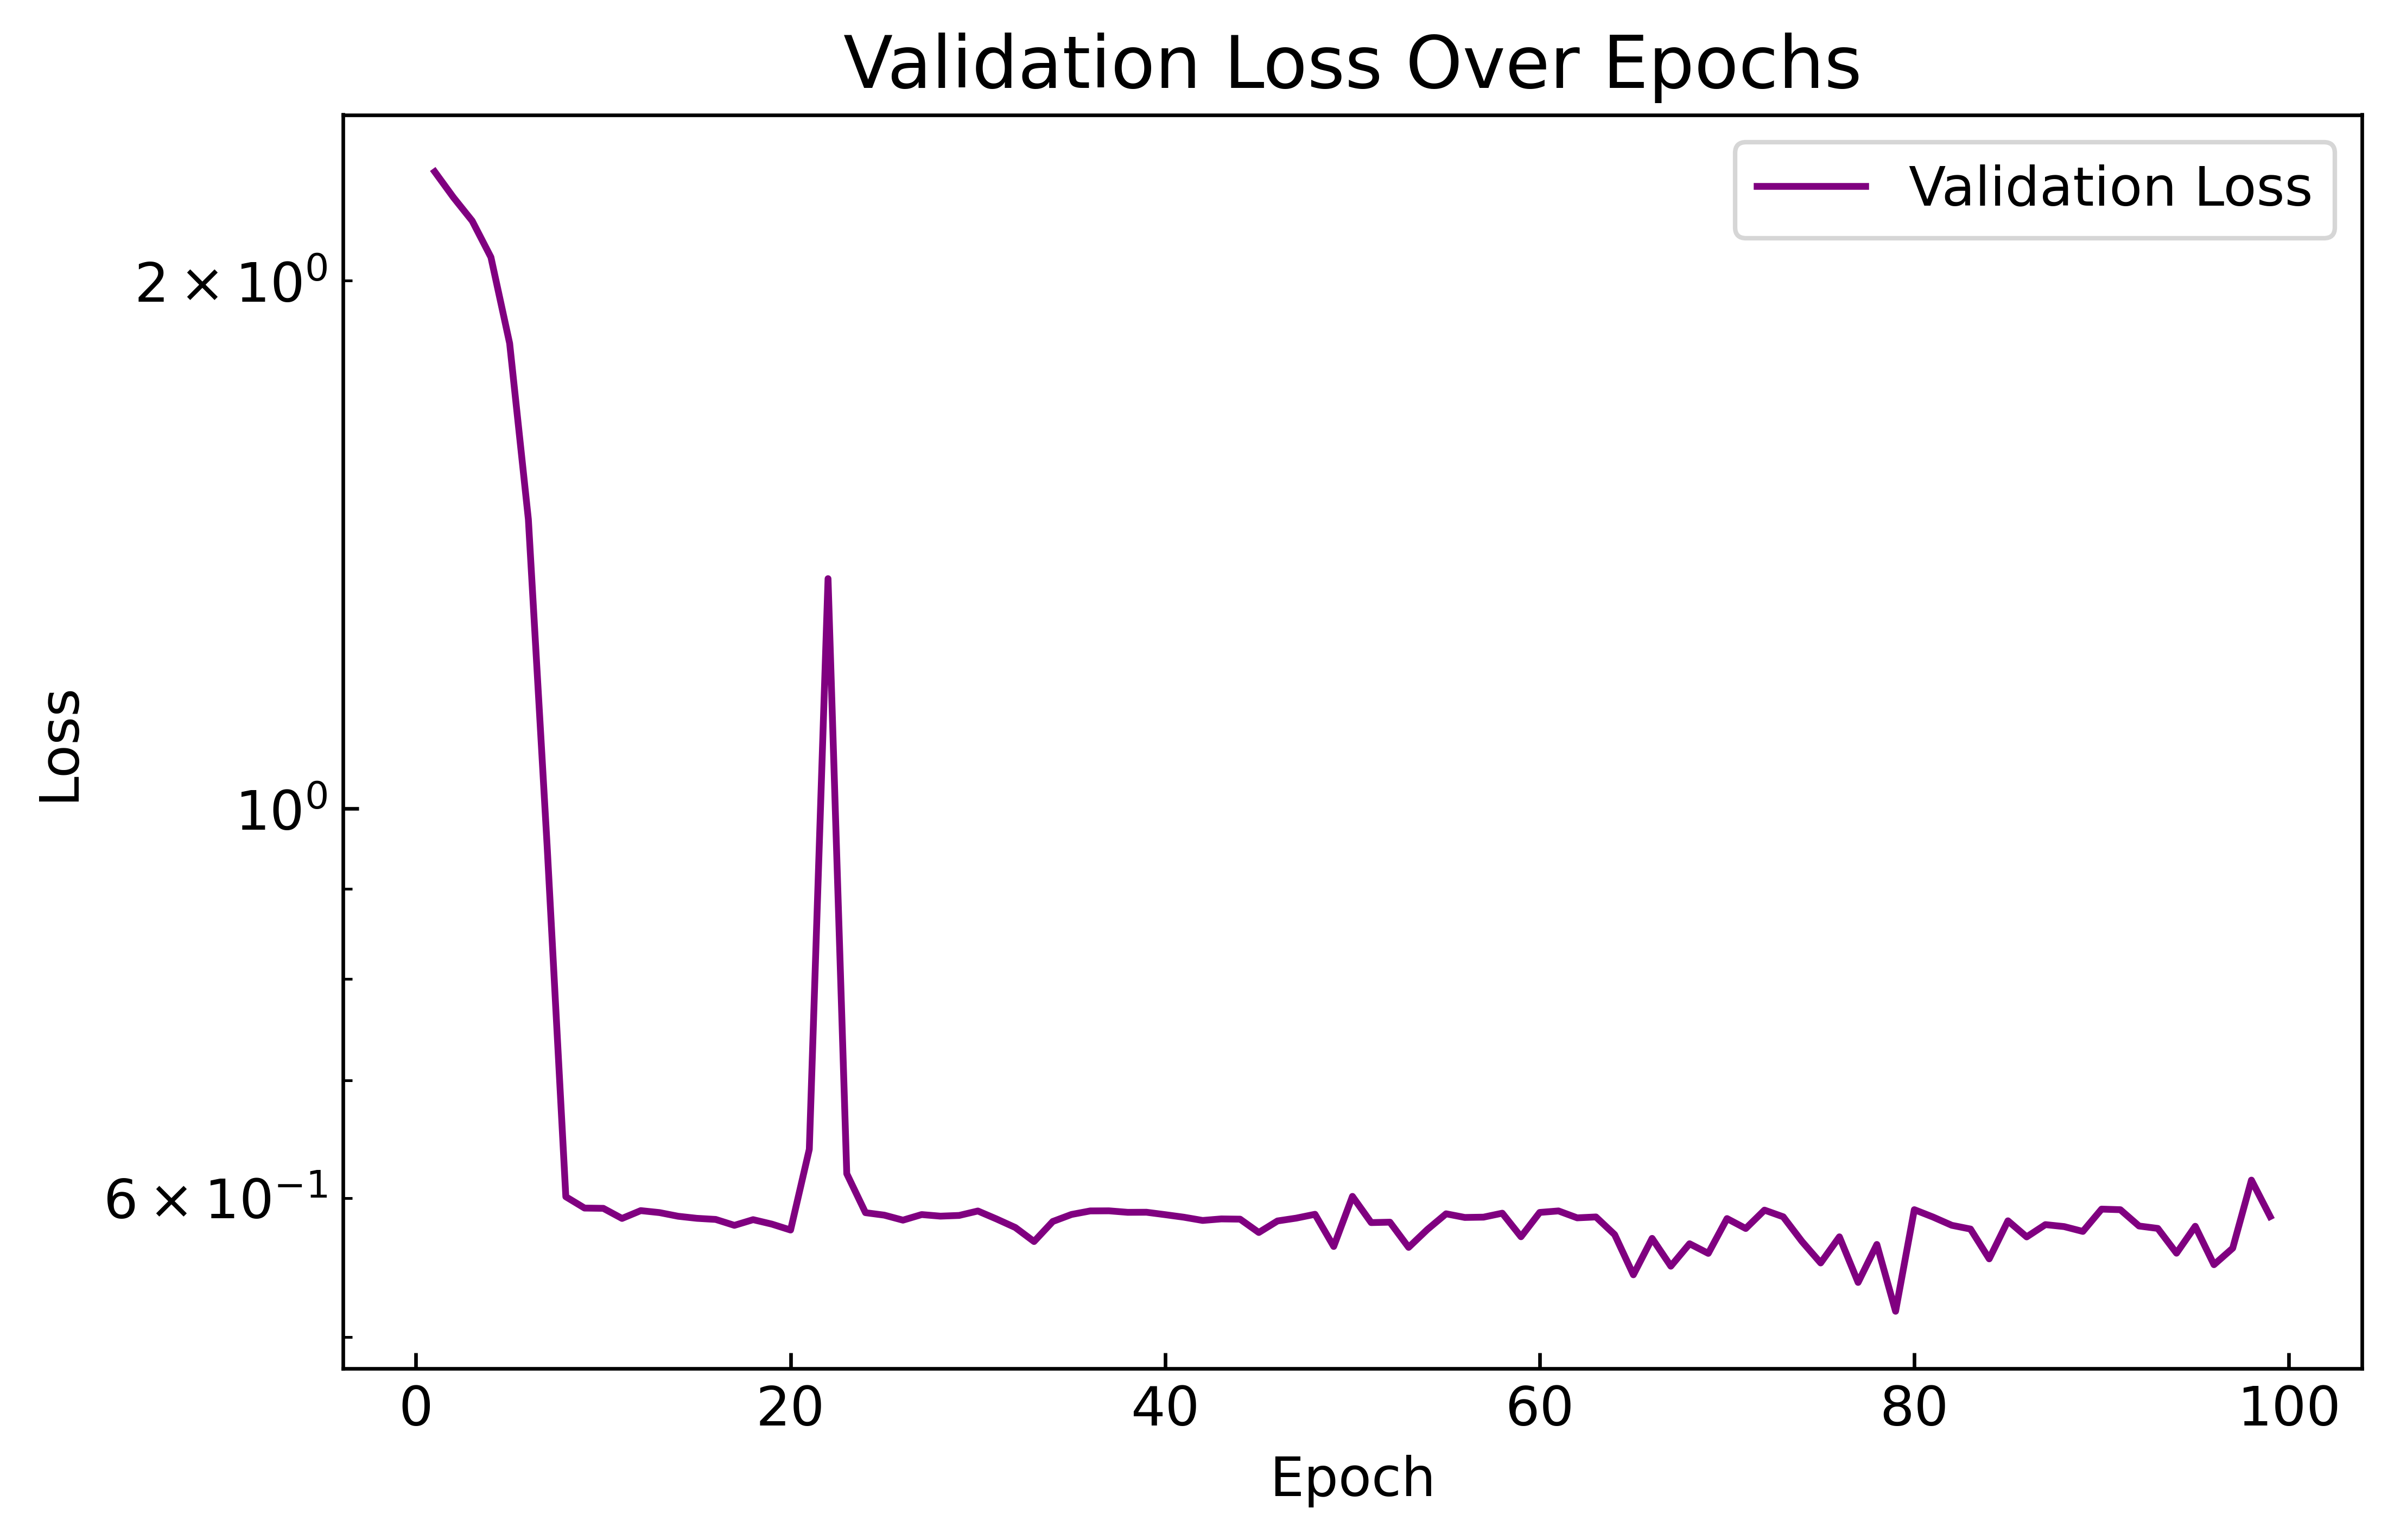 Validation Loss Over Epochs
Validation Loss
2 × 10⁰
10⁰
6 × 10⁻¹
Loss
0 20 40 60 80 100
Epoch